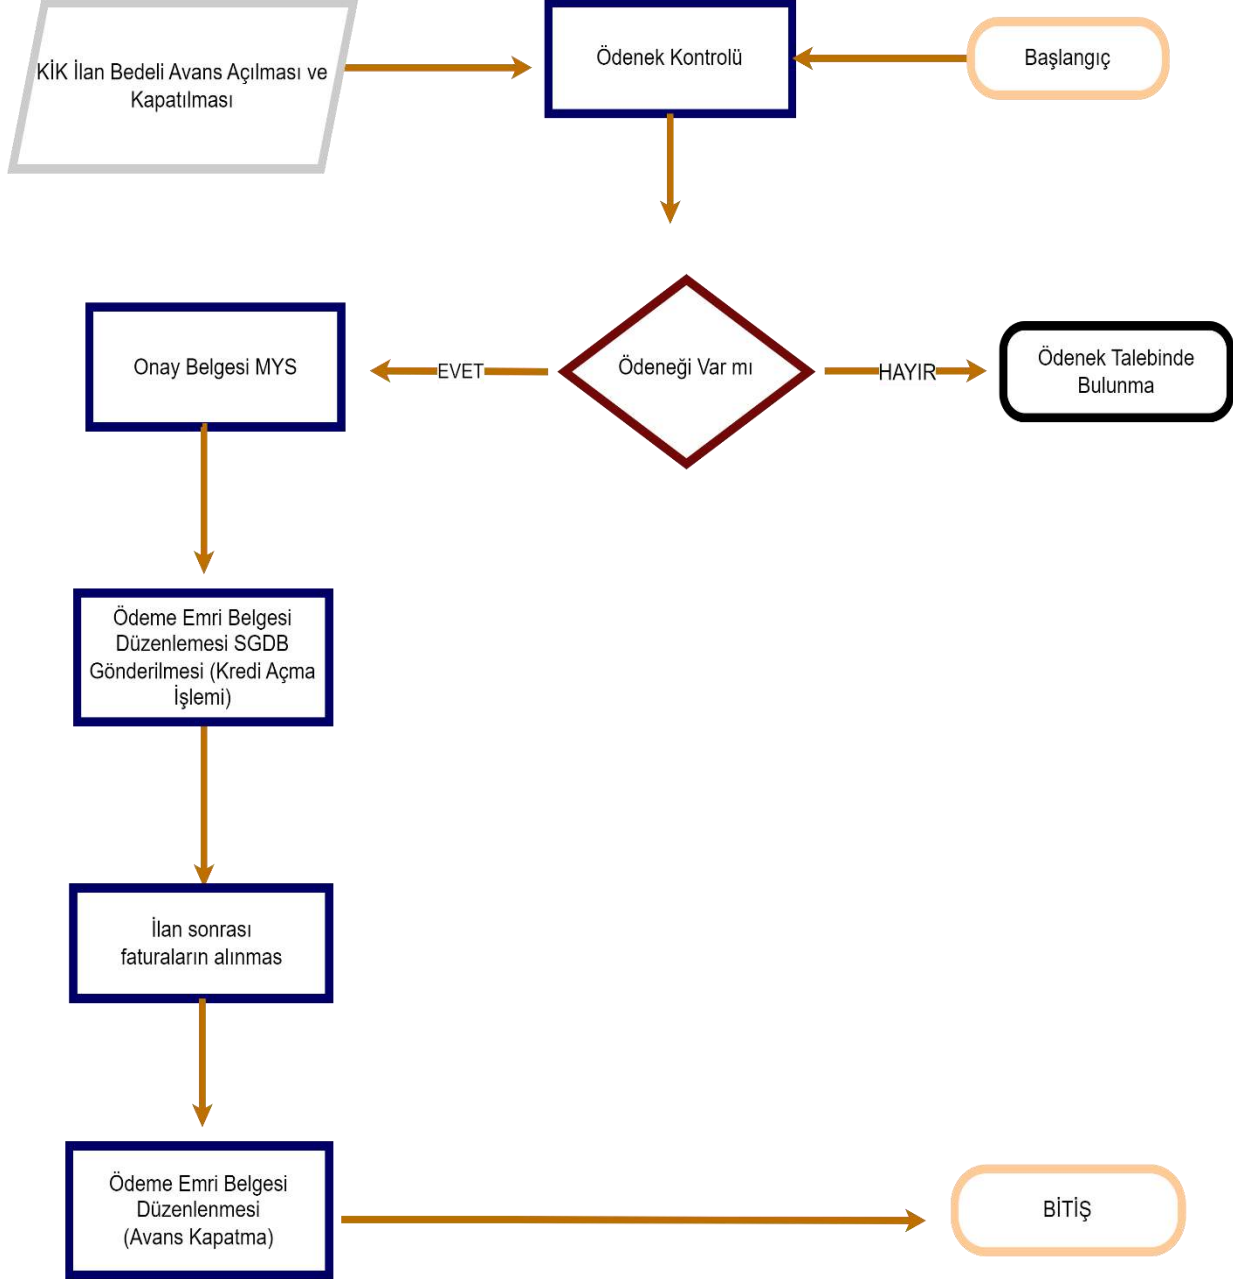 KİK İlan Bedeli Avans Açılması ve
Kapatılması
Ödenek Kontrolü
Başlangıç
Onay Belgesi MYS
EVET
Ödeneği Var mı
HAYIR
Ödenek Talebinde
Bulunma
Ödeme Emri Belgesi
Düzenlemesi SGDB
Gönderilmesi (Kredi Açma
İşlemi)
İlan sonrası
faturaların alınmas
Ödeme Emri Belgesi
Düzenlenmesi
(Avans Kapatma)
BİTİŞ